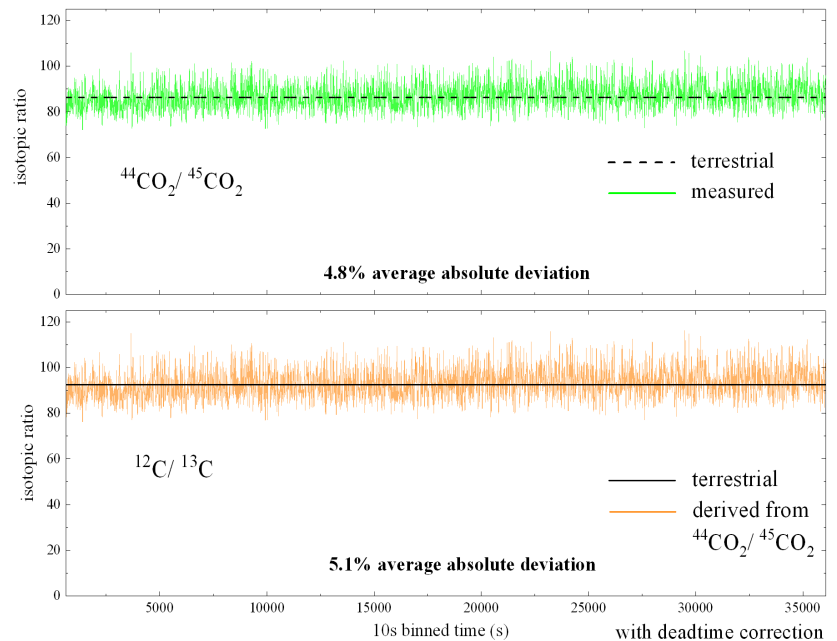 120
100
80
60
40
20
0
isotopic ratio
⁴⁴CO₂/ ⁴⁵CO₂
terrestrial
measured
4.8% average absolute deviation
120
100
80
60
40
20
0
isotopic ratio
¹²C/ ¹³C
terrestrial
derived from
⁴⁴CO₂/ ⁴⁵CO₂
5.1% average absolute deviation
5000 10000 15000 20000 25000 30000 35000
10s binned time (s)
with deadtime correction